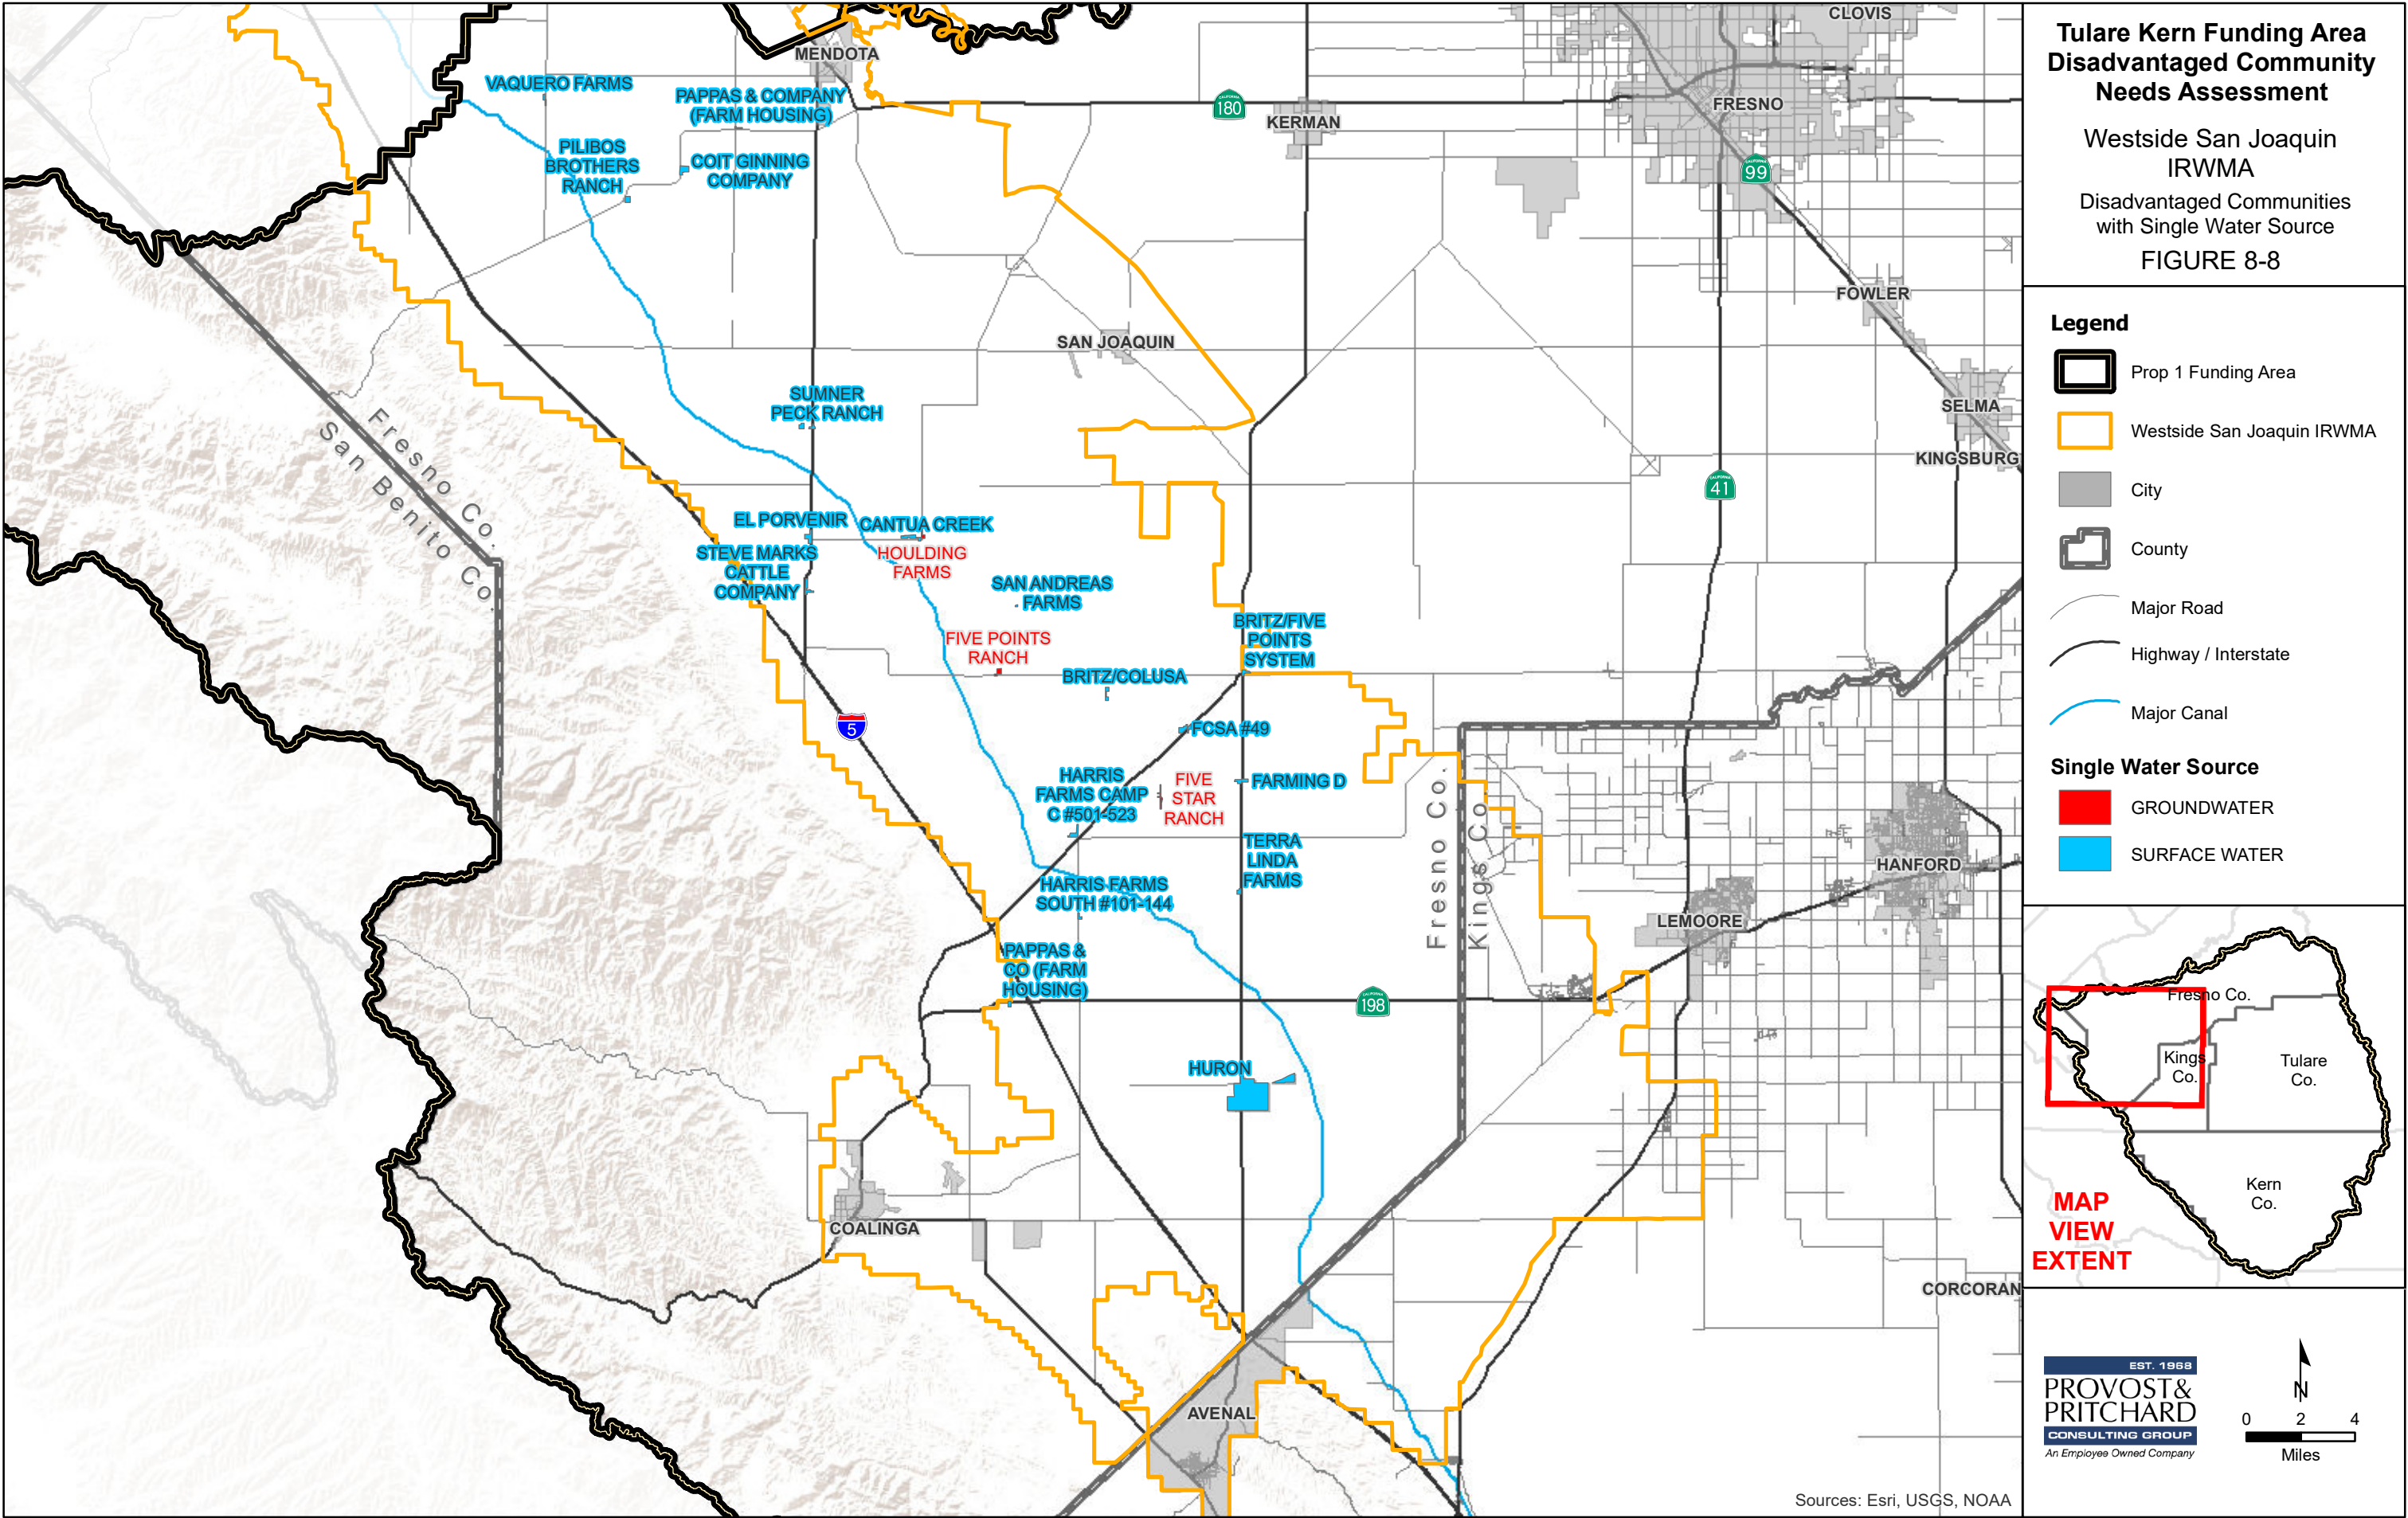 CLOVIS
MENDOTA
VAQUERO FARMS
PAPPAS & COMPANY
(FARM HOUSING)
CALIFORNIA
180
KERMAN
FRESNO
PILIBOS
BROTHERS
RANCH
COIT GINNING
COMPANY
CALIFORNIA
99
FOWLER
SAN JOAQUIN
SUMNER
PECK RANCH
SELMA
Fresno Co.
San Benito Co.
KINGSBURG
CALIFORNIA
41
EL PORVENIR
CANTUA CREEK
STEVE MARKS
CATTLE
COMPANY
HOULDING
FARMS
SAN ANDREAS
FARMS
FIVE POINTS
RANCH
BRITZ/FIVE
POINTS
SYSTEM
BRITZ/COLUSA
5
FCSA #49
HARRIS
FARMS CAMP
C #501-523
FIVE
STAR
RANCH
FARMING D
Fresno Co.
Kings Co.
TERRA
LINDA
FARMS
HANFORD
HARRIS FARMS
SOUTH #101-144
LEMOORE
PAPPAS &
CO (FARM
HOUSING)
CALIFORNIA
198
HURON
COALINGA
CORCORAN
AVENAL
Sources: Esri, USGS, NOAA
Tulare Kern Funding Area
Disadvantaged Community
Needs Assessment
Westside San Joaquin
IRWMA
Disadvantaged Communities
with Single Water Source
FIGURE 8-8
Legend
Prop 1 Funding Area
Westside San Joaquin IRWMA
City
County
Major Road
Highway / Interstate
Major Canal
Single Water Source
GROUNDWATER
SURFACE WATER
Fresno Co.
Kings
Co.
Tulare
Co.
Kern
Co.
MAP
VIEW
EXTENT
EST. 1968
PROVOST&
PRITCHARD
CONSULTING GROUP
An Employee Owned Company
N
0 2 4
Miles